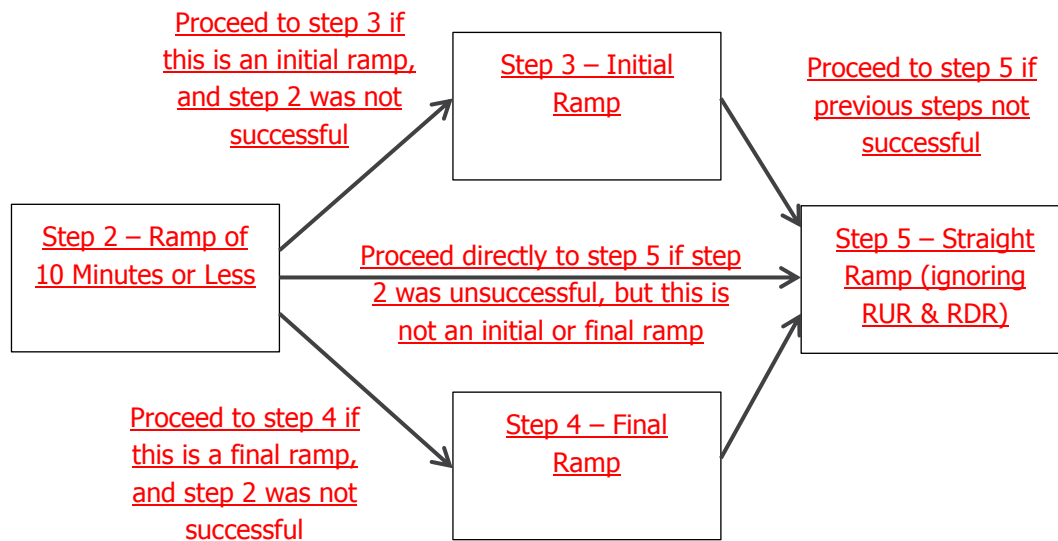 Proceed to step 3 if
this is an initial ramp,
and step 2 was not
successful
Step 3 – Initial
Ramp
Proceed to step 5 if
previous steps not
successful
Step 2 – Ramp of
10 Minutes or Less
Proceed directly to step 5 if step
2 was unsuccessful, but this is
not an initial or final ramp
Step 5 – Straight
Ramp (ignoring
RUR & RDR)
Proceed to step 4 if
this is a final ramp,
and step 2 was not
successful
Step 4 – Final
Ramp